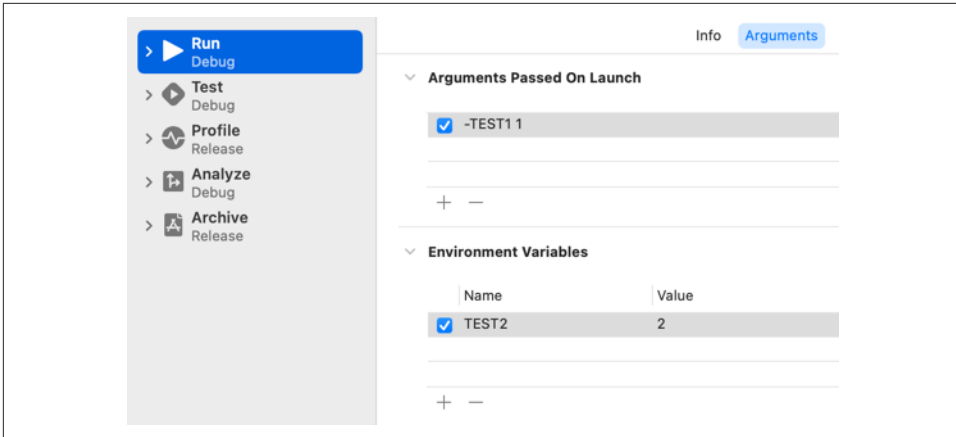 Run
Debug
Test
Debug
Profile
Release
Analyze
Debug
Archive
Release
Info Arguments
Arguments Passed On Launch
-TEST1 1
Environment Variables
Name Value
TEST2 2